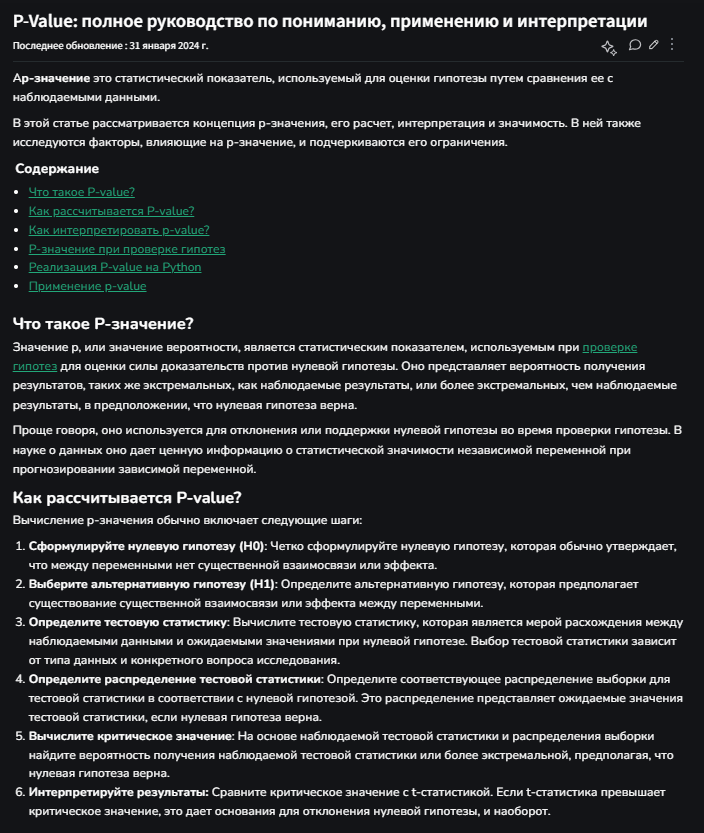 P-Value: полное руководство по пониманию, применению и интерпретации
Последнее обновление : 31 января 2024 г.
Ap-значение это статистический показатель, используемый для оценки гипотезы путем сравнения ее с
наблюдаемыми данными.
В этой статье рассматривается концепция p-значения, его расчет, интерпретация и значимость. В ней также
исследуются факторы, влияющие на p-значение, и подчеркиваются его ограничения.
Содержание
• Что такое P-value?
• Как рассчитывается P-value?
• Как интерпретировать p-value?
• P-значение при проверке гипотез
• Реализация P-value на Python
• Применение p-value
Что такое P-значение?
Значение p, или значение вероятности, является статистическим показателем, используемым при проверке
гипотез для оценки силы доказательств против нулевой гипотезы. Оно представляет вероятность получения
результатов, таких же экстремальных, как наблюдаемые результаты, или более экстремальных, чем наблюдаемые
результаты, в предположении, что нулевая гипотеза верна.
Проще говоря, оно используется для отклонения или поддержки нулевой гипотезы во время проверки гипотезы. В
науке о данных оно дает ценную информацию о статистической значимости независимой переменной при
прогнозировании зависимой переменной.
Как рассчитывается P-value?
Вычисление p-значения обычно включает следующие шаги:
1. Сформулируйте нулевую гипотезу (H0): Четко сформулируйте нулевую гипотезу, которая обычно утверждает,
что между переменными нет существенной взаимосвязи или эффекта.
2. Выберите альтернативную гипотезу (H1): Определите альтернативную гипотезу, которая предполагает
существование существенной взаимосвязи или эффекта между переменными.
3. Определите тестовую статистику: Вычислите тестовую статистику, которая является мерой расхождения между
наблюдаемыми данными и ожидаемыми значениями при нулевой гипотезе. Выбор тестовой статистики зависит
от типа данных и конкретного вопроса исследования.
4. Определите распределение тестовой статистики: Определите соответствующее распределение выборки для
тестовой статистики в соответствии с нулевой гипотезой. Это распределение представляет ожидаемые значения
тестовой статистики, если нулевая гипотеза верна.
5. Вычислите критическое значение: На основе наблюдаемой тестовой статистики и распределения выборки
найдите вероятность получения наблюдаемой тестовой статистики или более экстремальной, предполагая, что
нулевая гипотеза верна.
6. Интерпретируйте результаты: Сравните критическое значение с t-статистикой. Если t-статистика превышает
критическое значение, это дает основания для отклонения нулевой гипотезы, и наоборот.